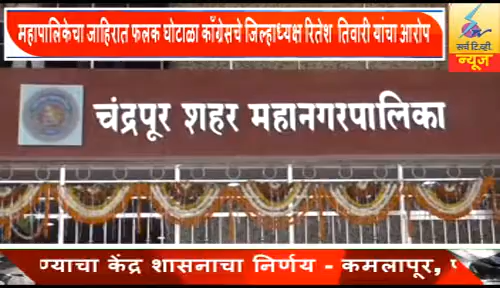 महापालिकेचा जाहिरात फलक घोटाळा काँग्रेसचे जिल्हाध्यक्ष रितेश तिवारी यांचा आरोप
सर्च टिव्ही
न्यूज
चंद्रपूर शहर महानगरपालिका
ण्याचा केंद्र शासनाचा निर्णय - कमलापूर,